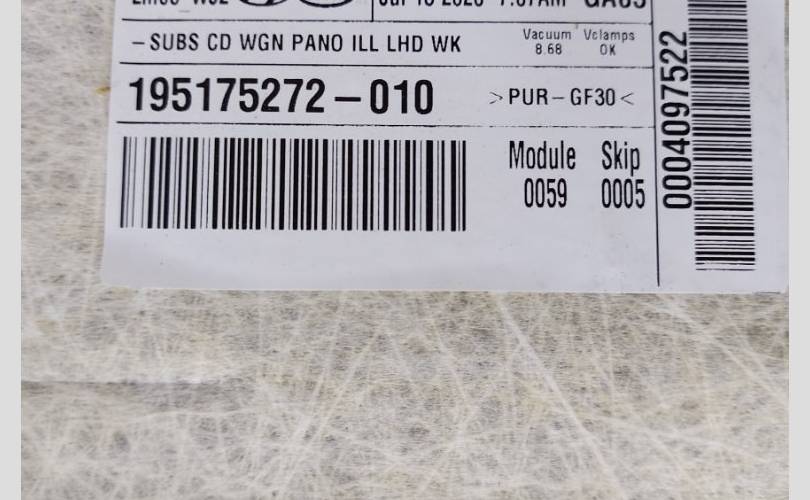 - SUBS CD WGN PANO ILL LHD WK
Vacuum Vclamps
8.68 OK
195175272-010 >PUR-GF30<
Module Skip
0059 0005
0004097522